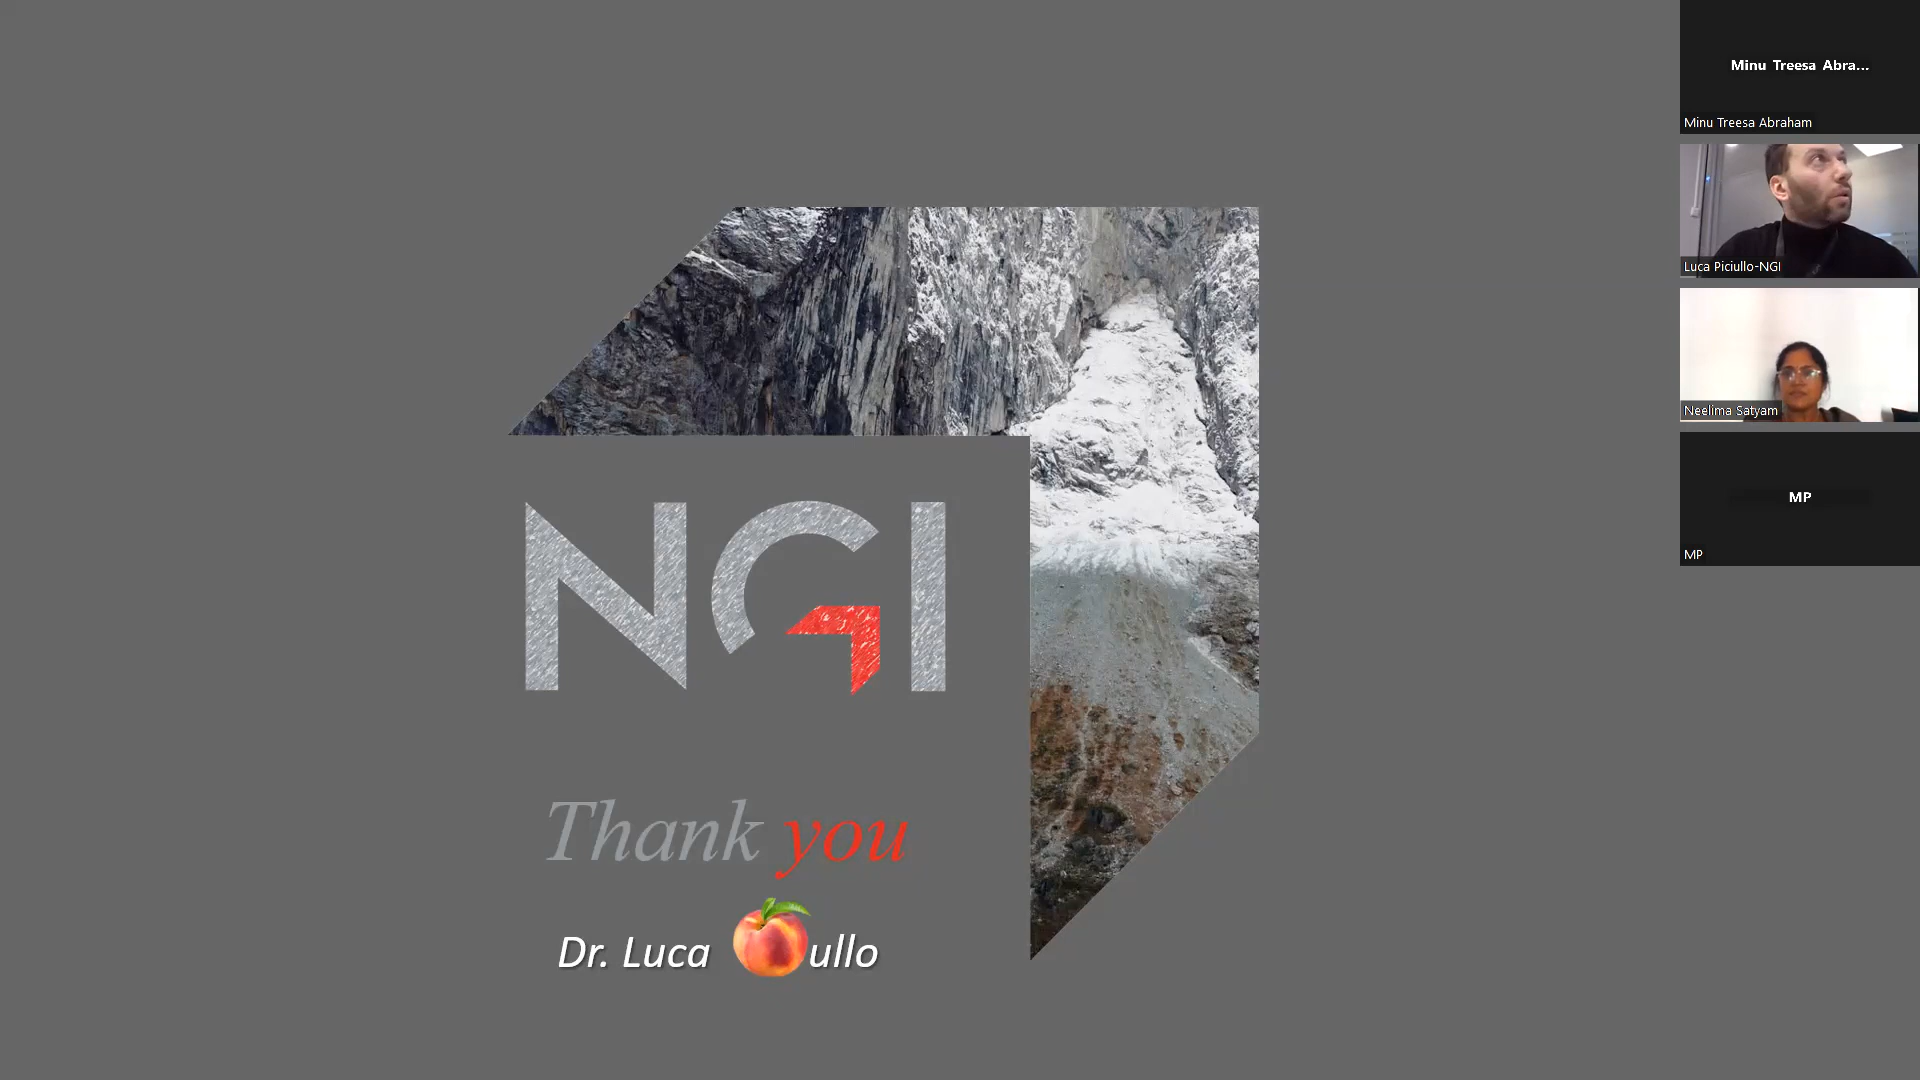 NGI
Thank you
Dr. Luca ullo
Minu Treesa Abra...
Minu Treesa Abraham
Luca Piciullo-NGI
Neelima Satyam
MP
MP